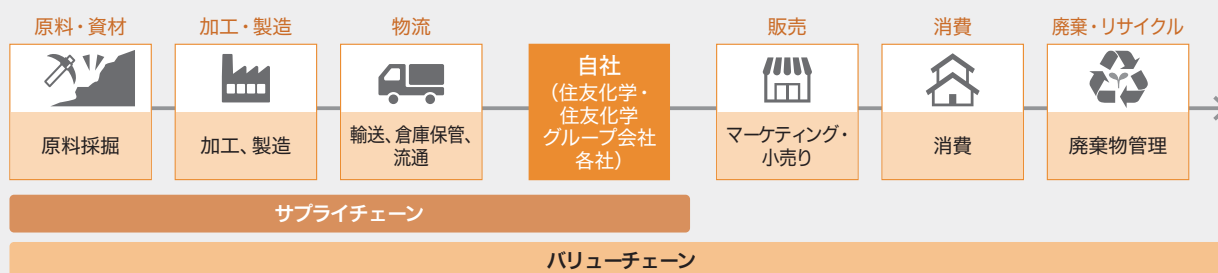 原料・資材
加工・製造
物流
販売
消費
廃棄・リサイクル
原料採掘
加工、製造
輸送、倉庫保管、
流通
自社
（住友化学・
住友化学
グループ会社
各社）
マーケティング・
小売り
消費
廃棄物管理
サプライチェーン
バリューチェーン